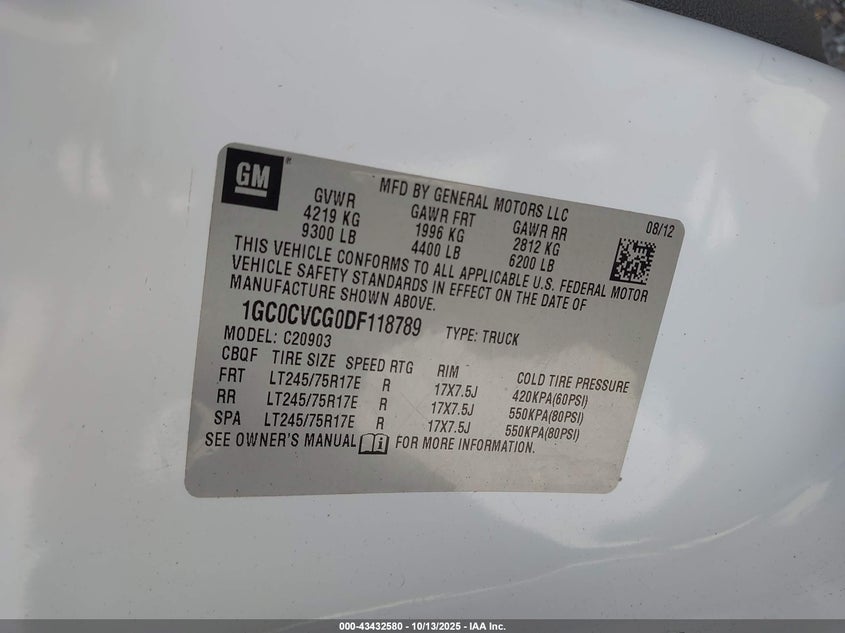 GM
MFD BY GENERAL MOTORS LLC
08/12
GVWR GAWR FRT GAWR RR
4219 KG 1996 KG 2812 KG
9300 LB 4400 LB 6200 LB
THIS VEHICLE CONFORMS TO ALL APPLICABLE U.S. FEDERAL MOTOR
VEHICLE SAFETY STANDARDS IN EFFECT ON THE DATE OF
MANUFACTURE SHOWN ABOVE.
1GC0CVCG0DF118789 TYPE: TRUCK
MODEL: C20903
CBQF TIRE SIZE SPEED RTG RIM COLD TIRE PRESSURE
FRT LT245/75R17E R 17X7.5J 420KPA(60PSI)
RR LT245/75R17E R 17X7.5J 550KPA(80PSI)
SPA LT245/75R17E R 17X7.5J 550KPA(80PSI)
SEE OWNER'S MANUAL FOR MORE INFORMATION.
000-43432580 - 10/13/2025 - IAA Inc.